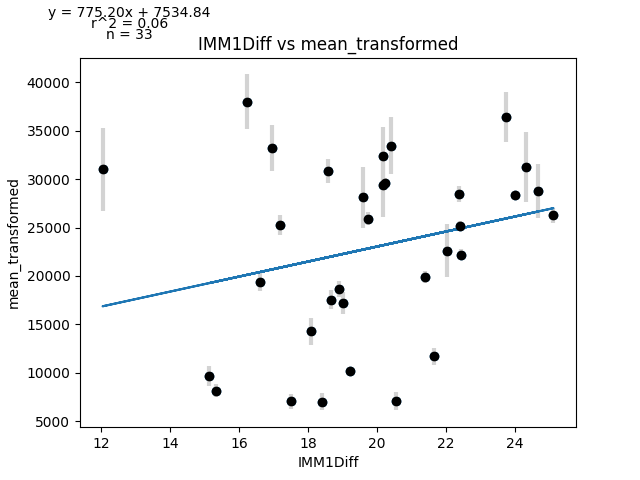 y = 775.20x + 7534.84
r^2 = 0.06
n = 33
IMM1Diff vs mean_transformed
40000
35000
30000
25000
20000
15000
10000
5000
mean_transformed
12 14 16 18 20 22 24
IMM1Diff